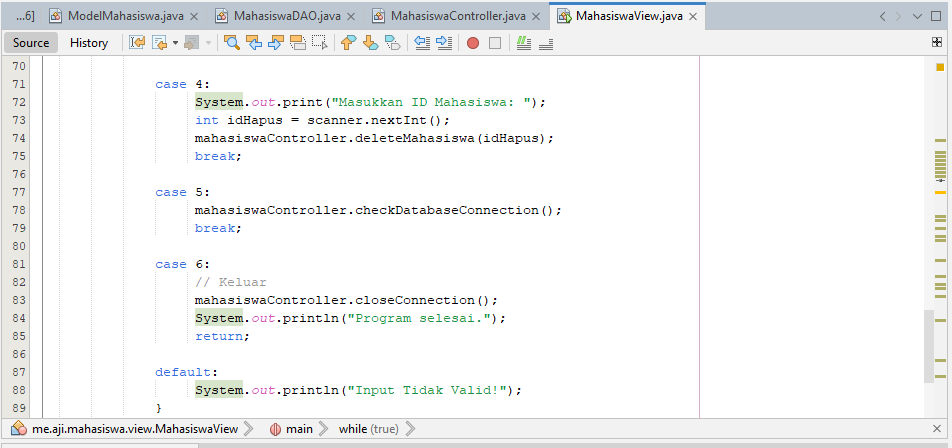 ...6] ModelMahasiswa.java MahasiswaDAO.java MahasiswaController.java MahasiswaView.java
Source History
70
71 case 4:
72 System.out.print("Masukkan ID Mahasiswa: ");
73 int idHapus = scanner.nextInt();
74 mahasiswaController.deleteMahasiswa(idHapus);
75 break;
76
77 case 5:
78 mahasiswaController.checkDatabaseConnection();
79 break;
80
81 case 6:
82 // Keluar
83 mahasiswaController.closeConnection();
84 System.out.println("Program selesai.");
85 return;
86
87 default:
88 System.out.println("Input Tidak Valid!");
89 }
me.aji.mahasiswa.view.MahasiswaView main while (true)